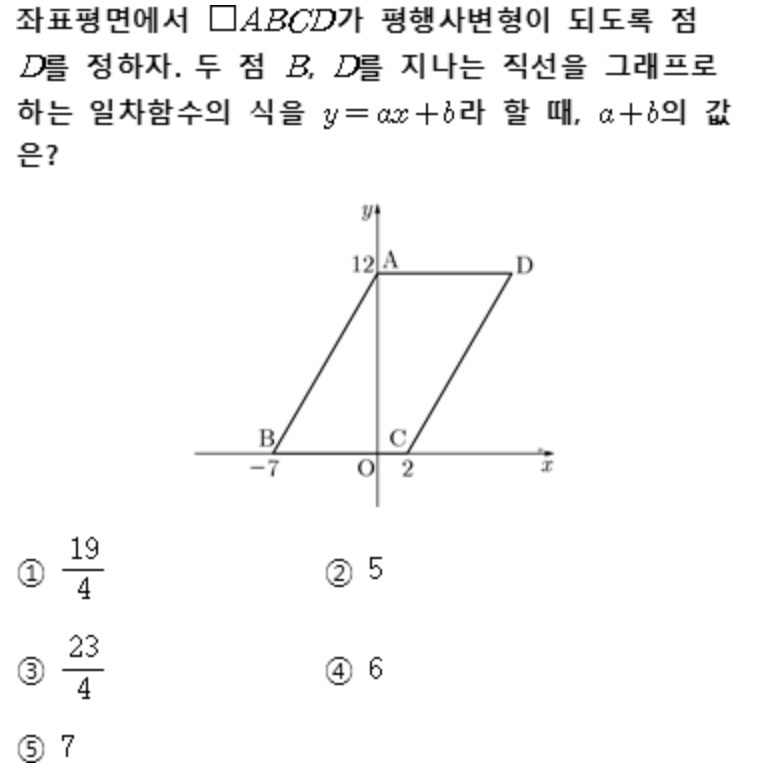 좌표평면에서 □ABCD가 평행사변형이 되도록 점
D를 정하자. 두 점 B, D를 지나는 직선을 그래프로
하는 일차함수의 식을 y=ax+b라 할 때, a+b의 값
은?
y
12 A D
B C
-7 O 2 x
① 19/4 ② 5
③ 23/4 ④ 6
⑤ 7